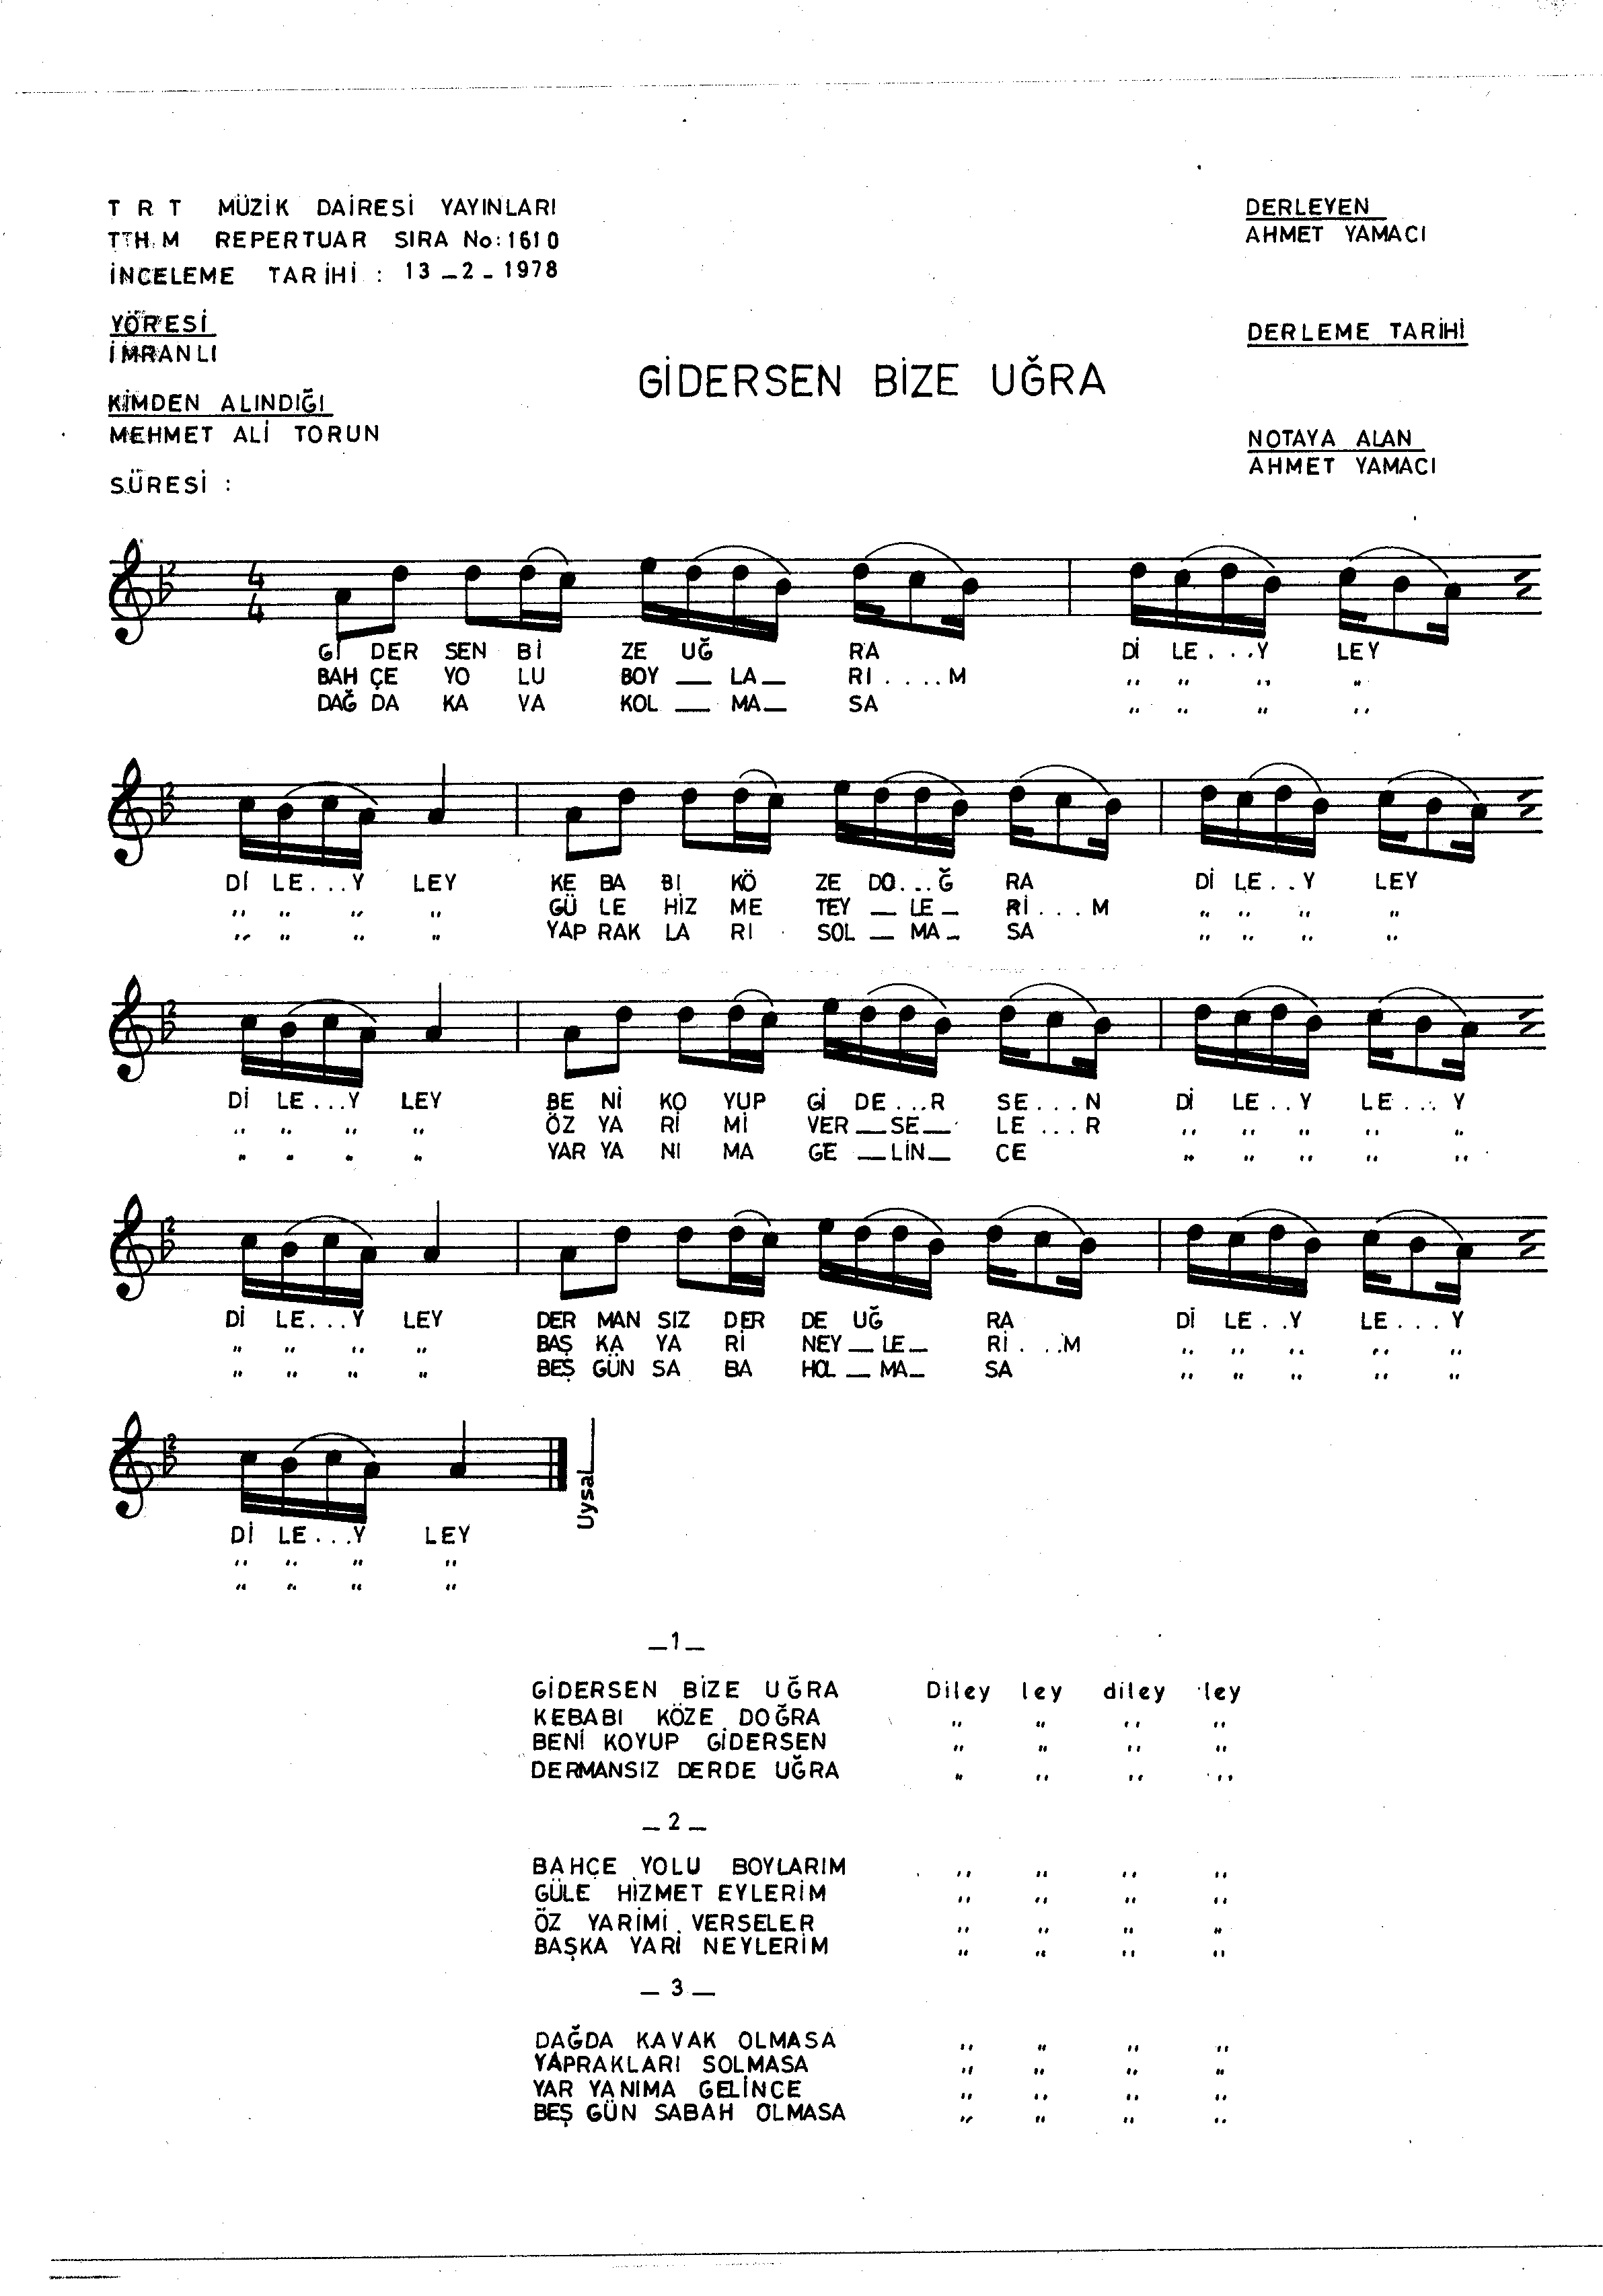 T R T MÜZİK DAİRESİ YAYINLARI
T T H M REPERTUAR SIRA No: 1610
İNCELEME TARİHİ : 13 _ 2 _ 1978
DERLEYEN
AHMET YAMACI
YÖRESİ
İMRANLI
DERLEME TARİHİ
GİDERSEN BİZE UĞRA
KİMDEN ALINDIĞI
MEHMET ALİ TORUN
NOTAYA ALAN
AHMET YAMACI
SÜRESİ :
2 4 4
Gİ DER SEN Bİ ZE UĞ RA Dİ LE . . . Y LEY
BAH ÇE YO LU BOY _ LA _ RI . . . . M " " " "
DAĞ DA KA VA KOL _ MA _ SA " " " "
2
Dİ LE . . . Y LEY KE BA BI KÖ ZE DO . . . Ğ RA Dİ LE . . Y LEY
" " " " GÜ LE HİZ ME TEY _ LE _ Rİ . . . M " " " "
" " " " YAP RAK LA RI SOL _ MA _ SA " " " "
2
Dİ LE . . . Y LEY BE Nİ KO YUP Gİ DE . . . R SE . . . . N Dİ LE . . Y LE . . . . Y
" " " " ÖZ YA Rİ Mİ VER _ SE _ LE . . . R " " " " "
" " " " YAR YA NI MA GE _ LİN _ CE " " " " "
2
Dİ LE . . . Y LEY DER MAN SIZ DER DE UĞ RA Dİ LE . . Y LE . . . . Y
" " " " BAŞ KA YA Rİ NEY _ LE _ Rİ . . . M " " " " "
" " " " BEŞ GÜN SA BA HOL _ MA _ SA " " " " "
2
Uysal
Dİ LE . . . Y LEY
" " " "
" " " "
_ 1 _
GİDERSEN BİZE UĞRA Diley ley diley ley
KEBABI KÖZE DOĞRA " " " "
BENİ KOYUP GİDERSEN " " " "
DERMANSIZ DERDE UĞRA " " " "
_ 2 _
BAHÇE YOLU BOYLARIM " " " "
GÜLE HİZMET EYLERİM " " " "
ÖZ YARİMİ VERSELER " " " "
BAŞKA YARİ NEYLERİM " " " "
_ 3 _
DAĞDA KAVAK OLMASA " " " "
YAPRAKLARI SOLMASA " " " "
YAR YANIMA GELİNCE " " " "
BEŞ GÜN SABAH OLMASA " " " "